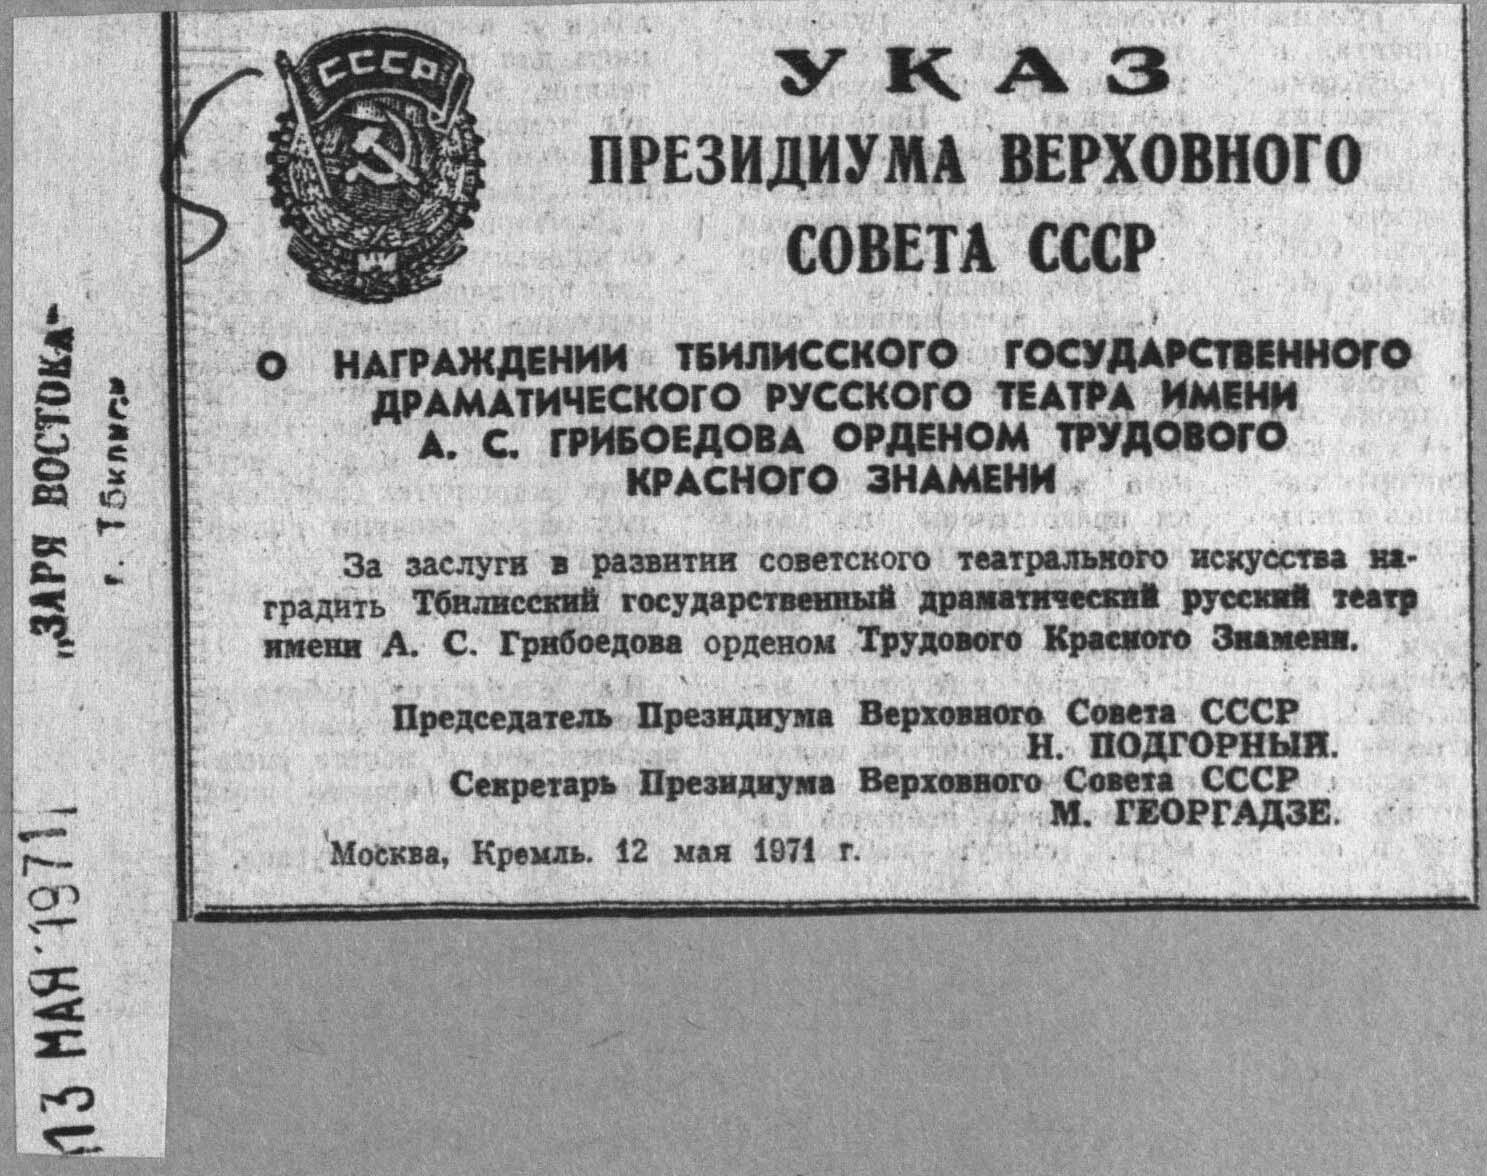 СССР
УКАЗ
ПРЕЗИДИУМА ВЕРХОВНОГО
СОВЕТА СССР
О НАГРАЖДЕНИИ ТБИЛИССКОГО ГОСУДАРСТВЕННОГО
ДРАМАТИЧЕСКОГО РУССКОГО ТЕАТРА ИМЕНИ
А. С. ГРИБОЕДОВА ОРДЕНОМ ТРУДОВОГО
КРАСНОГО ЗНАМЕНИ
За заслуги в развитии советского театрального искусства на-
градить Тбилисский государственный драматический русский театр
имени А. С. Грибоедова орденом Трудового Красного Знамени.
Председатель Президиума Верховного Совета СССР
Н. ПОДГОРНЫЙ.
Секретарь Президиума Верховного Совета СССР
М. ГЕОРГАДЗЕ.
Москва, Кремль. 12 мая 1971 г.
„ЗАРЯ ВОСТОКА"
г. Тбилиси
13 МАЯ 1971